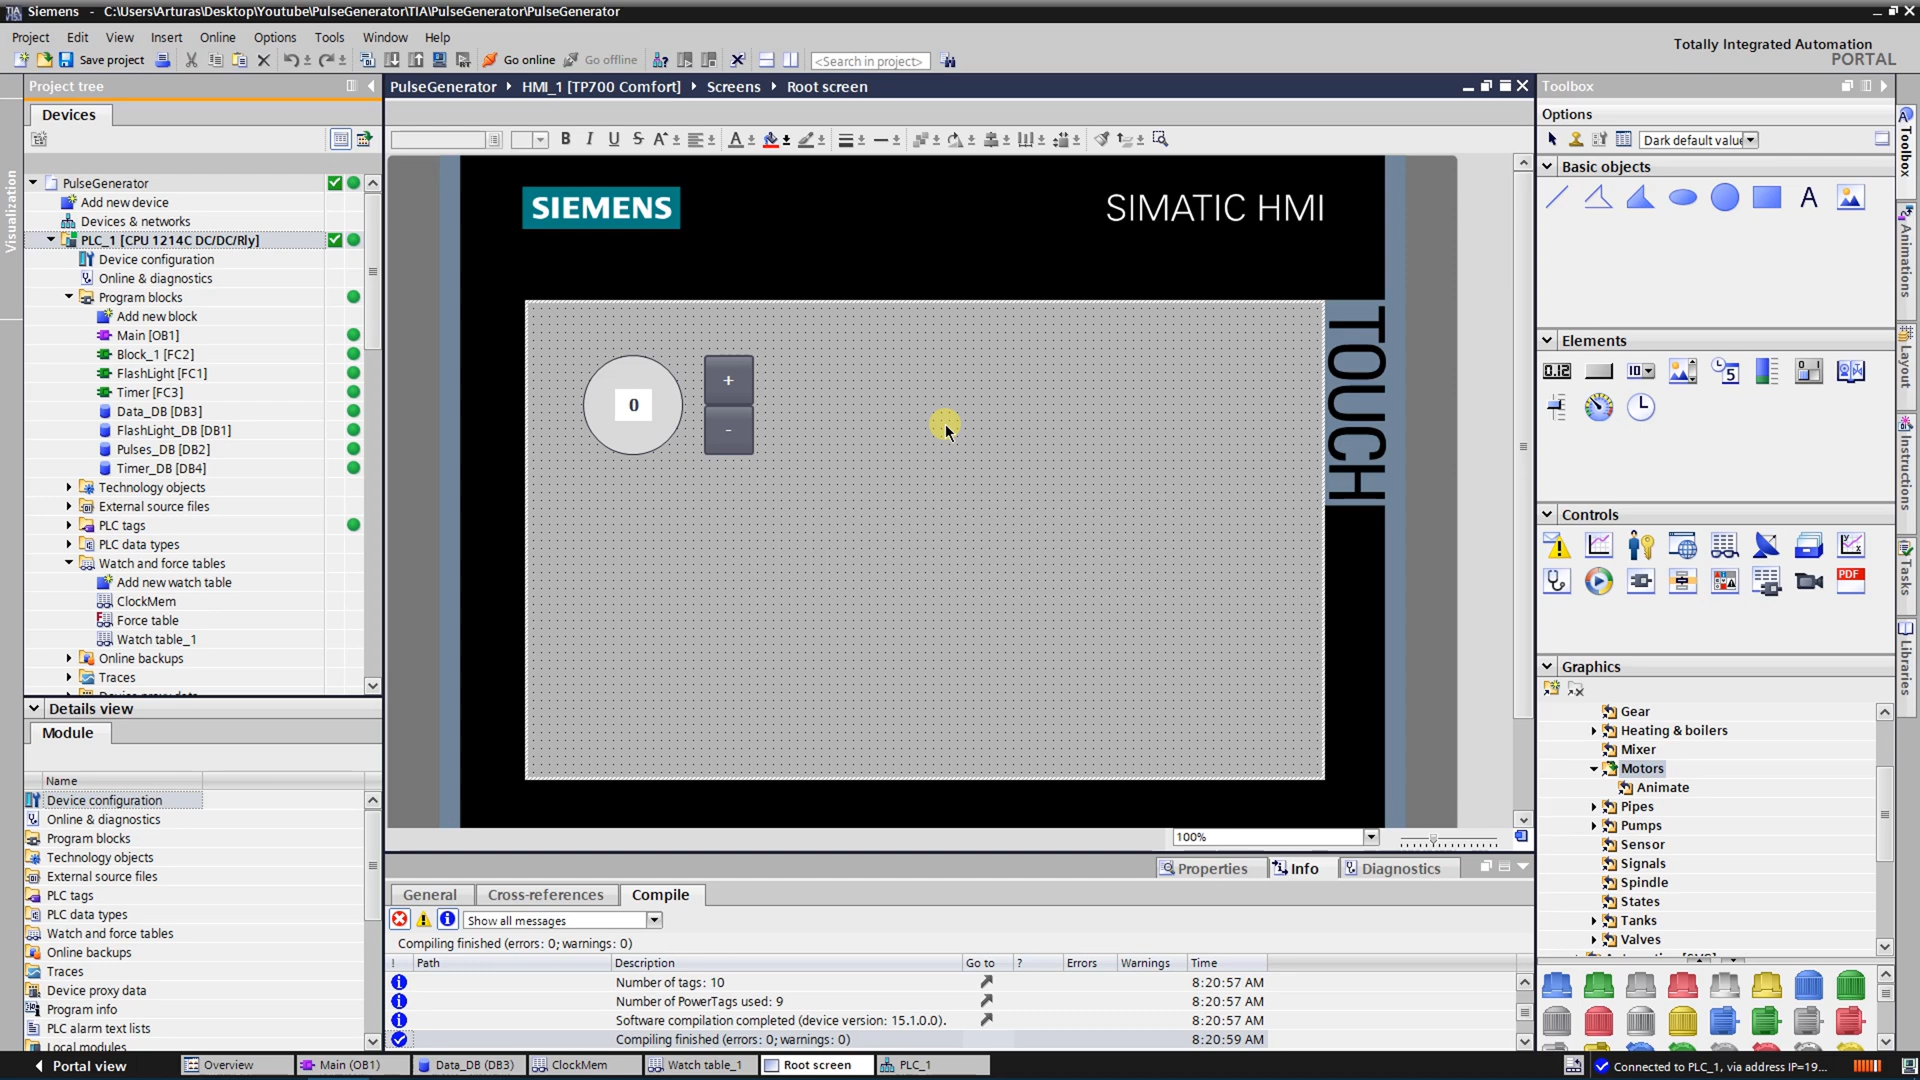 Siemens - C:\Users\Arturas\Desktop\Youtube\PulseGenerator\TIA\PulseGenerator\PulseGenerator
Project Edit View Insert Online Options Tools Window Help
Totally Integrated Automation
PORTAL
Save project
Go online
Go offline
<Search in project>
Project tree
PulseGenerator HMI_1 [TP700 Comfort] Screens Root screen
Toolbox
Devices
Options
Dark default value
Visualization
PulseGenerator
Add new device
Devices & networks
PLC_1 [CPU 1214C DC/DC/Rly]
Device configuration
Online & diagnostics
Program blocks
Add new block
Main [OB1]
Block_1 [FC2]
FlashLight [FC1]
Timer [FC3]
Data_DB [DB3]
FlashLight_DB [DB1]
Pulses_DB [DB2]
Timer_DB [DB4]
Technology objects
External source files
PLC tags
PLC data types
Watch and force tables
Add new watch table
ClockMem
Force table
Watch table_1
Online backups
Traces
SIEMENS
SIMATIC HMI
TOUCH
0
+
-
100%
Basic objects
Elements
Controls
Graphics
Gear
Heating & boilers
Mixer
Motors
Animate
Pipes
Pumps
Sensor
Signals
Spindle
States
Tanks
Valves
Toolbox
Animations
Layout
Instructions
Tasks
Libraries
Details view
Module
Name
Device configuration
Online & diagnostics
Program blocks
Technology objects
External source files
PLC tags
PLC data types
Watch and force tables
Online backups
Traces
Device proxy data
Program info
PLC alarm text lists
Local modules
Properties Info Diagnostics
General Cross-references Compile
Show all messages
Compiling finished (errors: 0; warnings: 0)
! Path Description Go to ? Errors Warnings Time
Number of tags: 10 8:20:57 AM
Number of PowerTags used: 9 8:20:57 AM
Software compilation completed (device version: 15.1.0.0). 8:20:57 AM
Compiling finished (errors: 0; warnings: 0) 8:20:59 AM
Portal view Overview Main (OB1) Data_DB (DB3) ClockMem Watch table_1 Root screen PLC_1
Connected to PLC_1, via address IP=19...